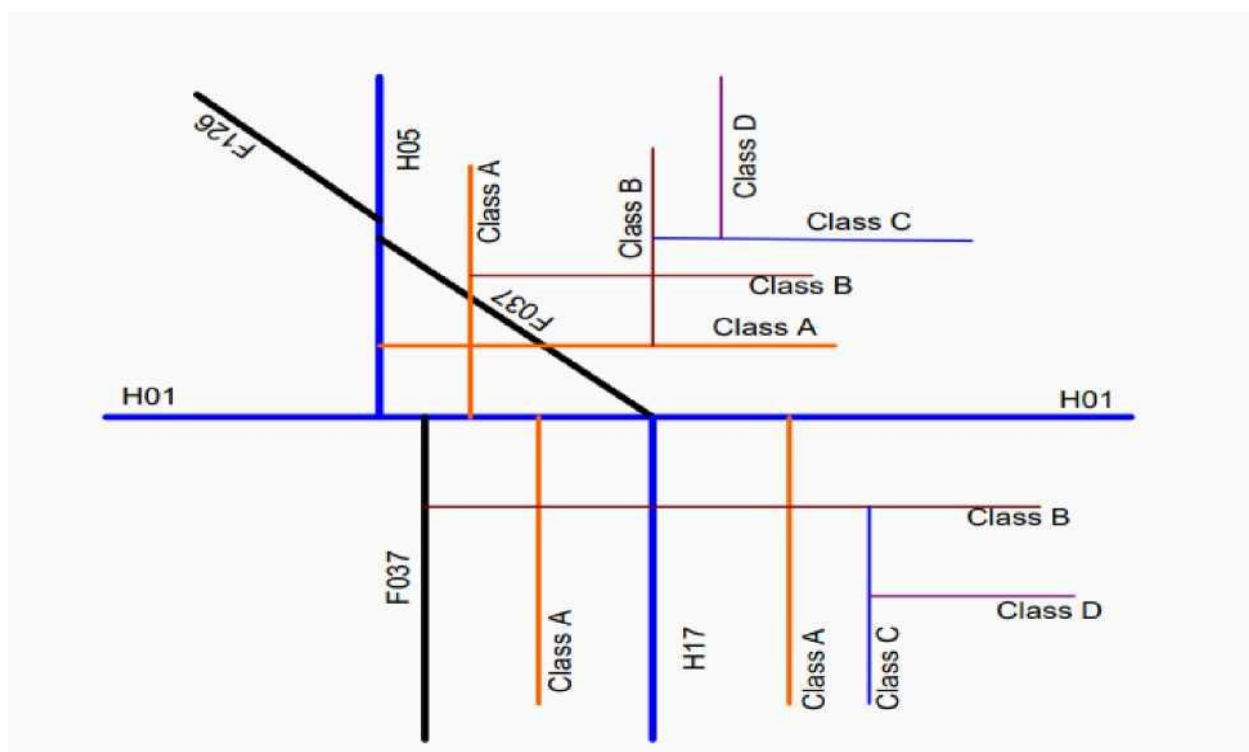 F126
H05
Class A
Class B
Class D
Class C
Class B
F037
Class A
H01
H01
Class B
F037
Class A
H17
Class A
Class C
Class D